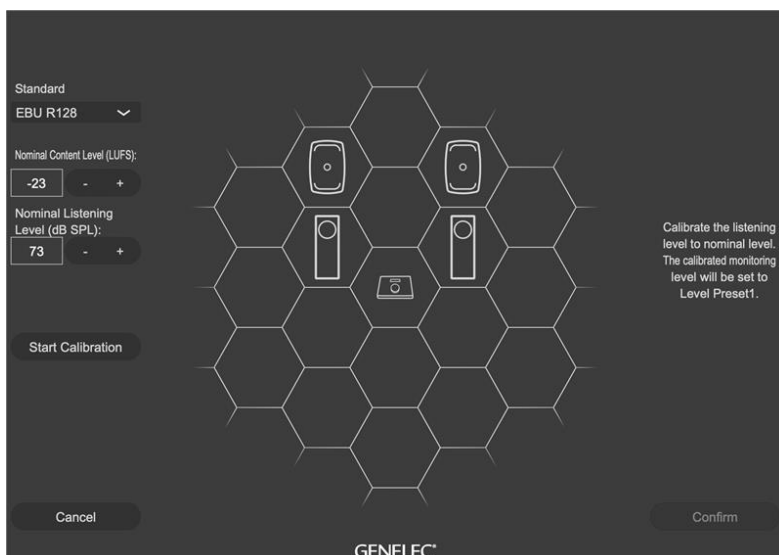 Standard
EBU R128
Nominal Content Level (LUFS):
-23 - +
Nominal Listening
Level (dB SPL):
73 - +
Start Calibration
Cancel
Calibrate the listening
level to nominal level.
The calibrated monitoring
level will be set to
Level Preset1.
Confirm
GENELEC®